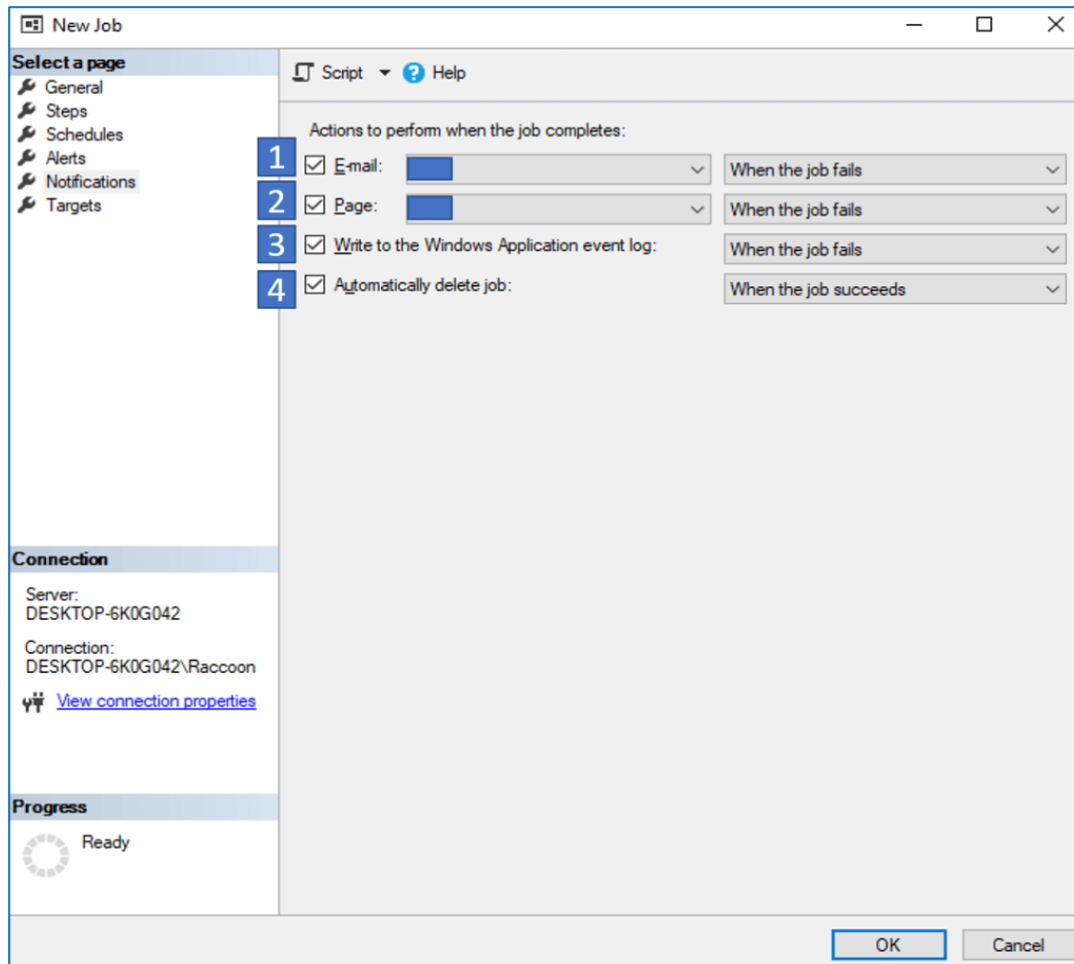 New Job
Select a page
General
Steps
Schedules
Alerts
Notifications
Targets
Script Help
Actions to perform when the job completes:
1 E-mail: When the job fails
2 Page: When the job fails
3 Write to the Windows Application event log: When the job fails
4 Automatically delete job: When the job succeeds
Connection
Server:
DESKTOP-6K0G042
Connection:
DESKTOP-6K0G042\Raccoon
View connection properties
Progress
Ready
OK Cancel